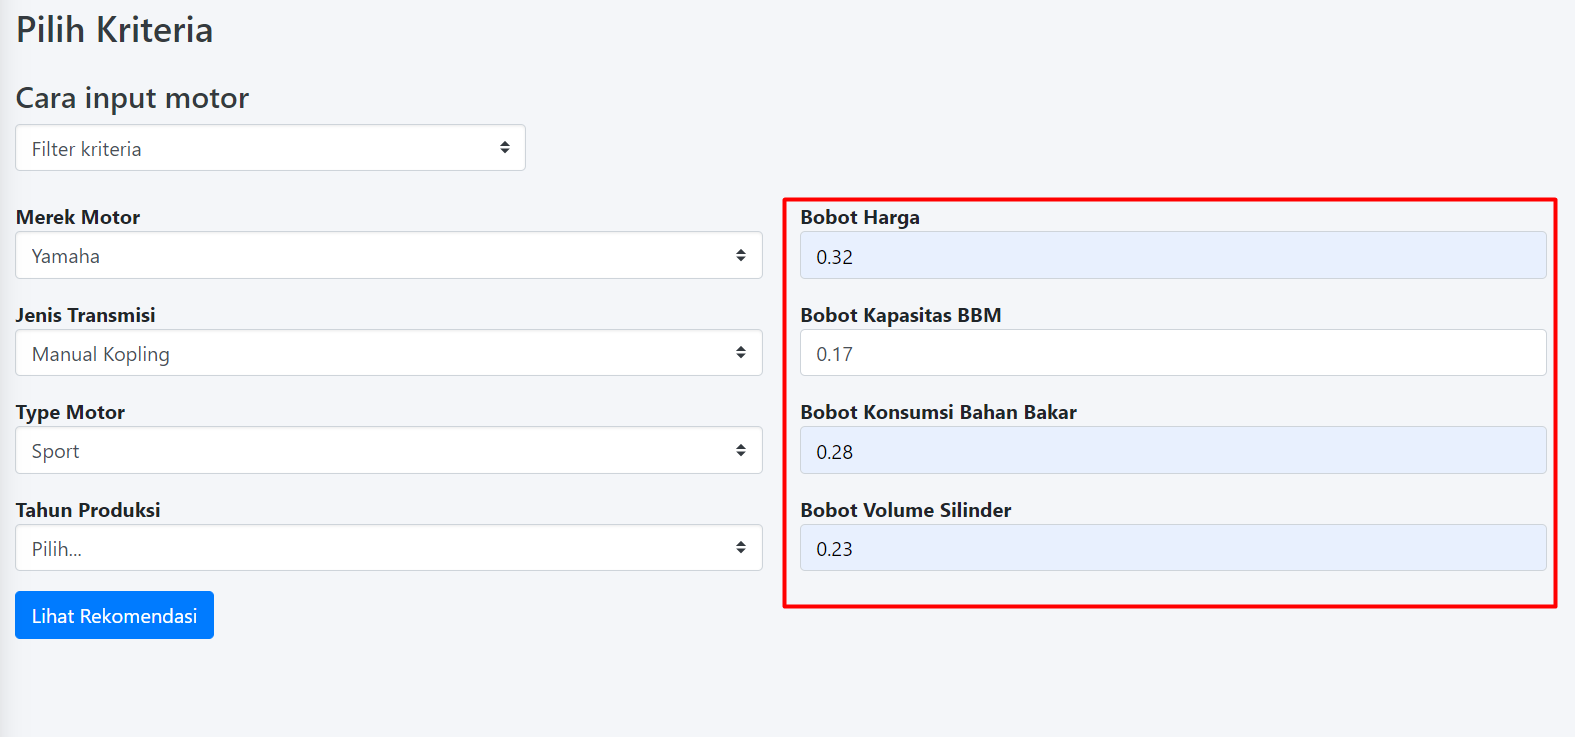 Pilih Kriteria
Cara input motor
Filter kriteria
Merek Motor
Yamaha
Jenis Transmisi
Manual Kopling
Type Motor
Sport
Tahun Produksi
Pilih...
Lihat Rekomendasi
Bobot Harga
0.32
Bobot Kapasitas BBM
0.17
Bobot Konsumsi Bahan Bakar
0.28
Bobot Volume Silinder
0.23